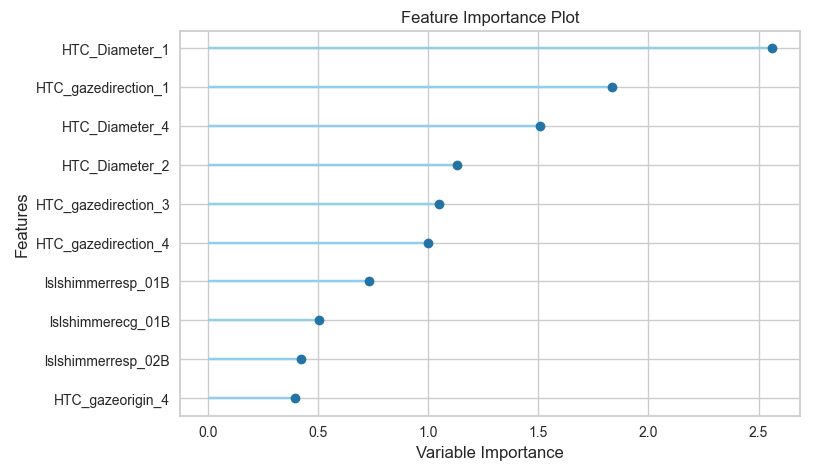 Feature Importance Plot
HTC_Diameter_1
HTC_gazedirection_1
HTC_Diameter_4
HTC_Diameter_2
HTC_gazedirection_3
HTC_gazedirection_4
lslshimmerresp_01B
lslshimmerecg_01B
lslshimmerresp_02B
HTC_gazeorigin_4
Features
0.0 0.5 1.0 1.5 2.0 2.5
Variable Importance